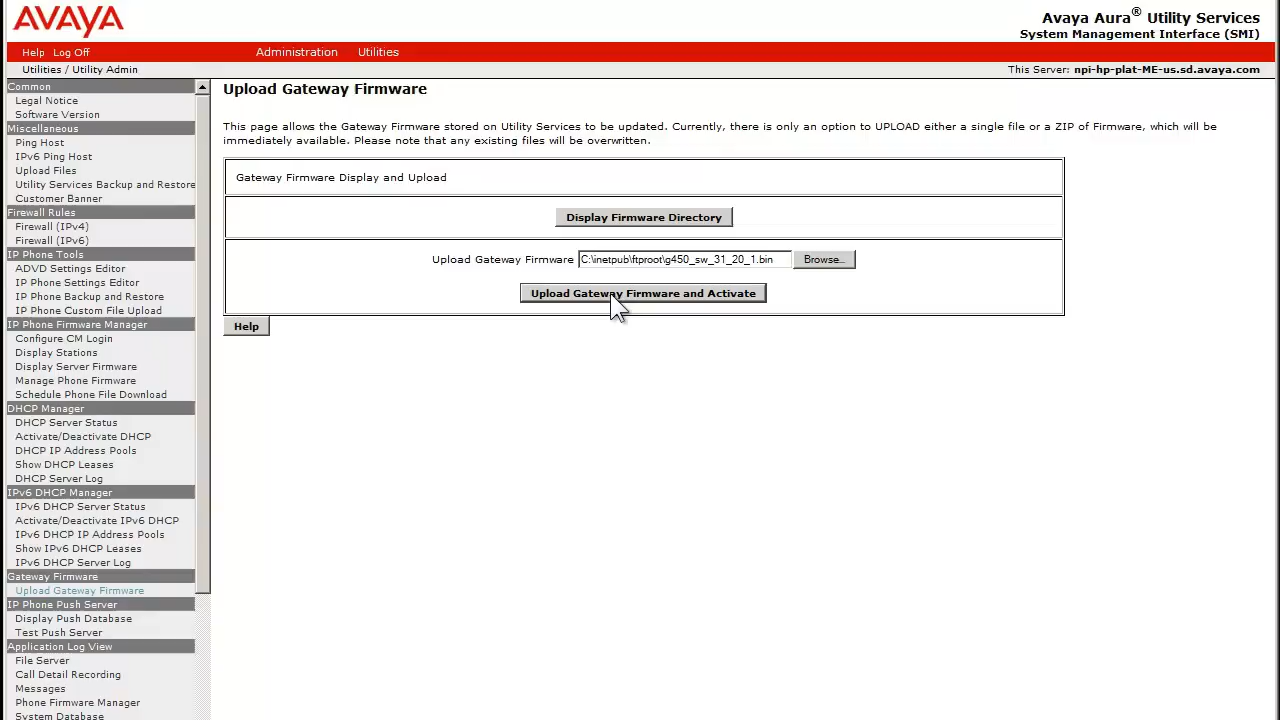 AVAYA
Avaya Aura® Utility Services
System Management Interface (SMI)
Help Log Off Administration Utilities
Utilities / Utility Admin This Server: npi-hp-plat-ME-us.sd.avaya.com
Common
Legal Notice
Software Version
Miscellaneous
Ping Host
IPv6 Ping Host
Upload Files
Utility Services Backup and Restore
Customer Banner
Firewall Rules
Firewall (IPv4)
Firewall (IPv6)
IP Phone Tools
ADVD Settings Editor
IP Phone Settings Editor
IP Phone Backup and Restore
IP Phone Custom File Upload
IP Phone Firmware Manager
Configure CM Login
Display Stations
Display Server Firmware
Manage Phone Firmware
Schedule Phone File Download
DHCP Manager
DHCP Server Status
Activate/Deactivate DHCP
DHCP IP Address Pools
Show DHCP Leases
DHCP Server Log
IPv6 DHCP Manager
IPv6 DHCP Server Status
Activate/Deactivate IPv6 DHCP
IPv6 DHCP IP Address Pools
Show IPv6 DHCP Leases
IPv6 DHCP Server Log
Gateway Firmware
Upload Gateway Firmware
IP Phone Push Server
Display Push Database
Test Push Server
Application Log View
File Server
Call Detail Recording
Messages
Phone Firmware Manager
System Database
Upload Gateway Firmware
This page allows the Gateway Firmware stored on Utility Services to be updated. Currently, there is only an option to UPLOAD either a single file or a ZIP of Firmware, which will be
immediately available. Please note that any existing files will be overwritten.
Gateway Firmware Display and Upload
Display Firmware Directory
Upload Gateway Firmware C:\inetpub\ftproot\g450_sw_31_20_1.bin Browse...
Upload Gateway Firmware and Activate
Help